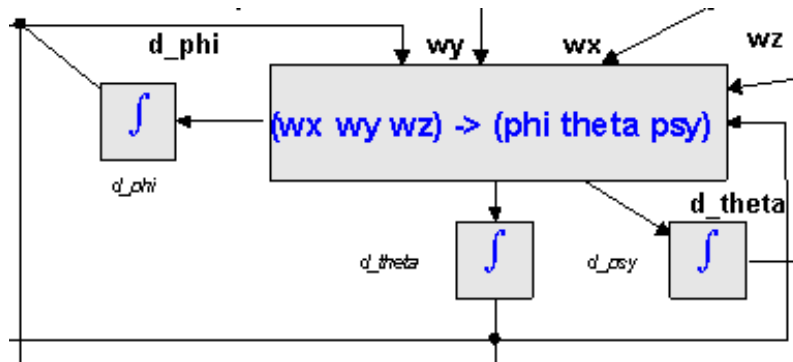 d_phi wy wx wz
∫ (wx wy wz) -> (phi theta psy)
d_phi
d_theta
d_theta ∫ d_psy ∫